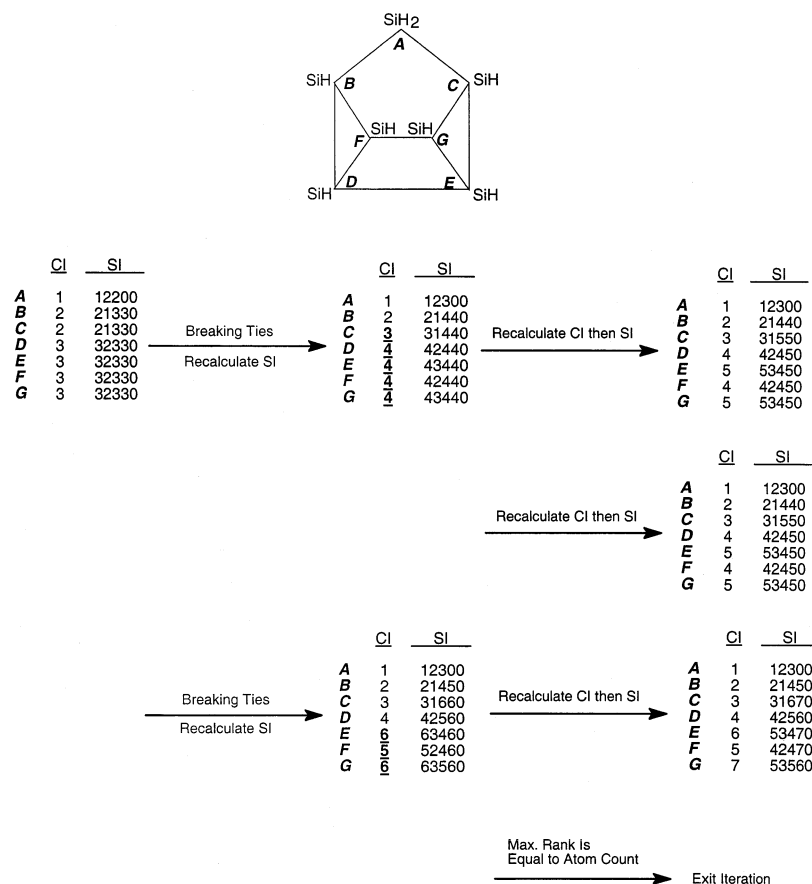 SiH2
A
SiH B C SiH
SiH SiH
F G
D E
SiH SiH
CI SI
A 1 12200
B 2 21330
C 2 21330
D 3 32330
E 3 32330
F 3 32330
G 3 32330
Breaking Ties
Recalculate SI
CI SI
A 1 12300
B 2 21440
C 3 31440
D 4 42440
E 4 43440
F 4 42440
G 4 43440
Recalculate CI then SI
CI SI
A 1 12300
B 2 21440
C 3 31550
D 4 42450
E 5 53450
F 4 42450
G 5 53450
Recalculate CI then SI
CI SI
A 1 12300
B 2 21440
C 3 31550
D 4 42450
E 5 53450
F 4 42450
G 5 53450
Breaking Ties
Recalculate SI
CI SI
A 1 12300
B 2 21450
C 3 31660
D 4 42560
E 6 63460
F 5 52460
G 6 63560
Recalculate CI then SI
CI SI
A 1 12300
B 2 21450
C 3 31670
D 4 42560
E 6 53470
F 5 42470
G 7 53560
Max. Rank Is
Equal to Atom Count
Exit Iteration